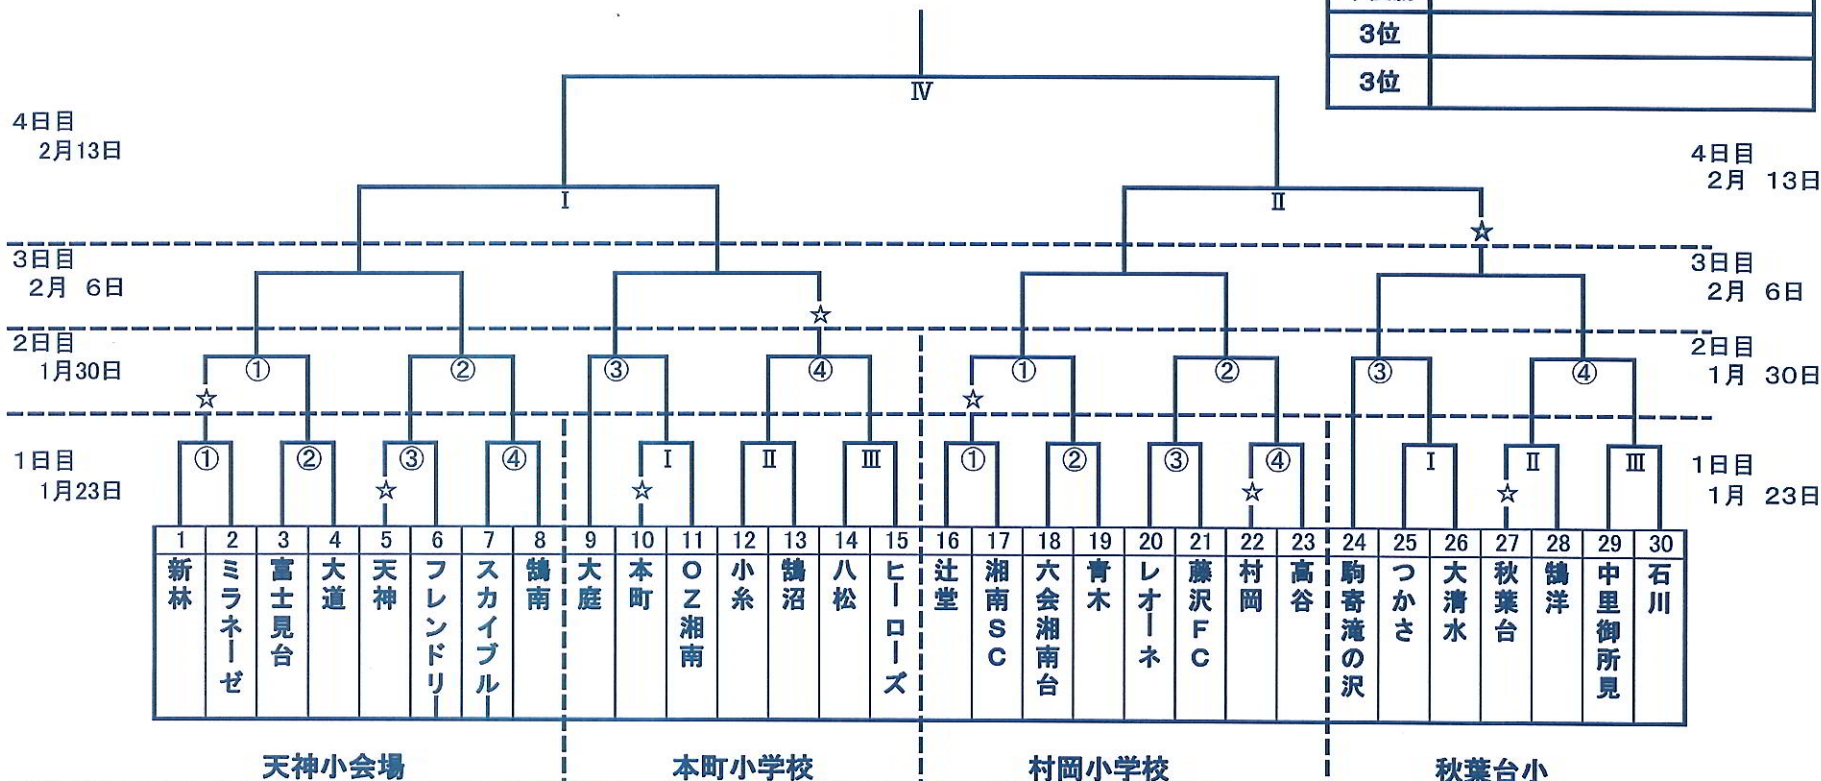 3位
3位
Ⅳ
4日目
2月13日
4日目
2月 13日
Ⅰ
Ⅱ
☆
3日目
2月 6日
3日目
2月 6日
☆
2日目
1月30日
① ② ③ ④ ① ② ③ ④
2日目
1月 30日
☆ ☆
① ② ③ ④ Ⅰ Ⅱ Ⅲ ① ② ③ ④ Ⅰ Ⅱ Ⅲ
1日目
1月23日
1日目
1月 23日
☆ ☆ ☆ ☆
1 2 3 4 5 6 7 8 9 10 11 12 13 14 15 16 17 18 19 20 21 22 23 24 25 26 27 28 29 30
新林
ミラネーゼ
富士見台
大道
天神
フレンドリー
スカイブルー
鵠南
大庭
本町
OZ湘南
小糸
鵠沼
八松
ヒーローズ
辻堂
湘南SC
六会湘南台
青木
レオーネ
藤沢FC
村岡
高谷
駒寄滝の沢
つかさ
大清水
秋葉台
鵠洋
中里御所見
石川
天神小会場 本町小学校 村岡小学校 秋葉台小